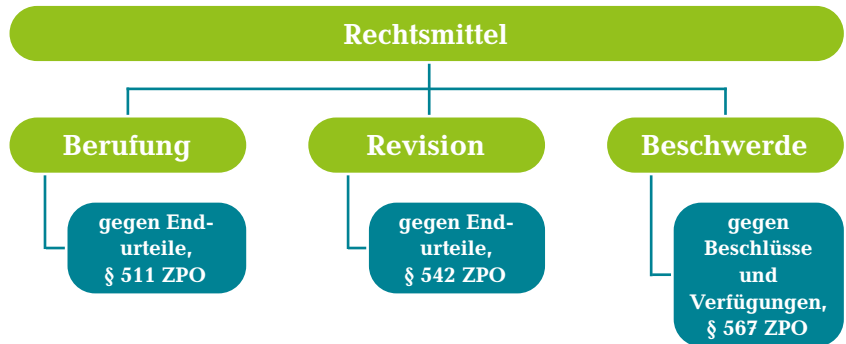 Rechtsmittel
Berufung
Revision
Beschwerde
gegen End-
urteile,
§ 511 ZPO
gegen End-
urteile,
§ 542 ZPO
gegen
Beschlüsse
und
Verfügungen,
§ 567 ZPO